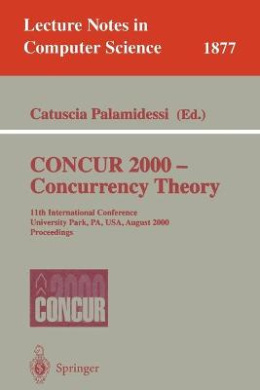 Lecture Notes in
Computer Science 1877
Catuscia Palamidessi (Ed.)
CONCUR 2000 –
Concurrency Theory
11th International Conference
University Park, PA, USA, August 2000
Proceedings
2000
CONCUR
Springer